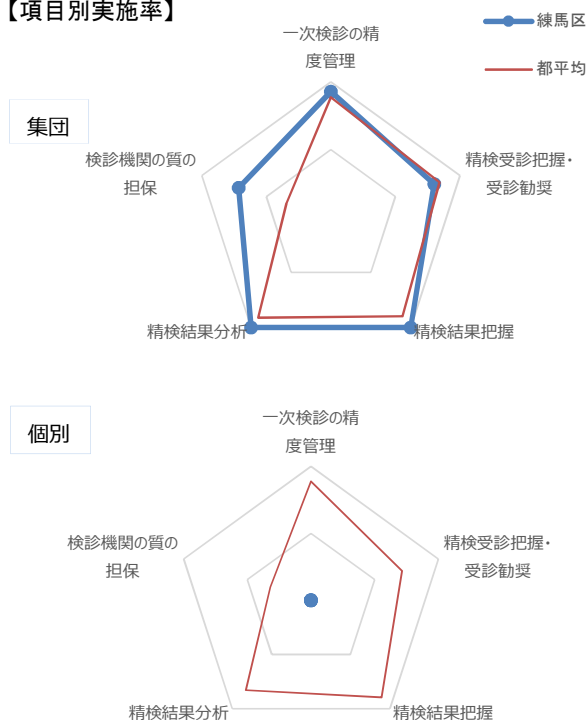 【項目別実施率】
練馬区
都平均
集団
一次検診の精
度管理
精検受診把握・
受診勧奨
精検結果把握
精検結果分析
検診機関の質の
担保
個別
一次検診の精
度管理
精検受診把握・
受診勧奨
精検結果把握
精検結果分析
検診機関の質の
担保